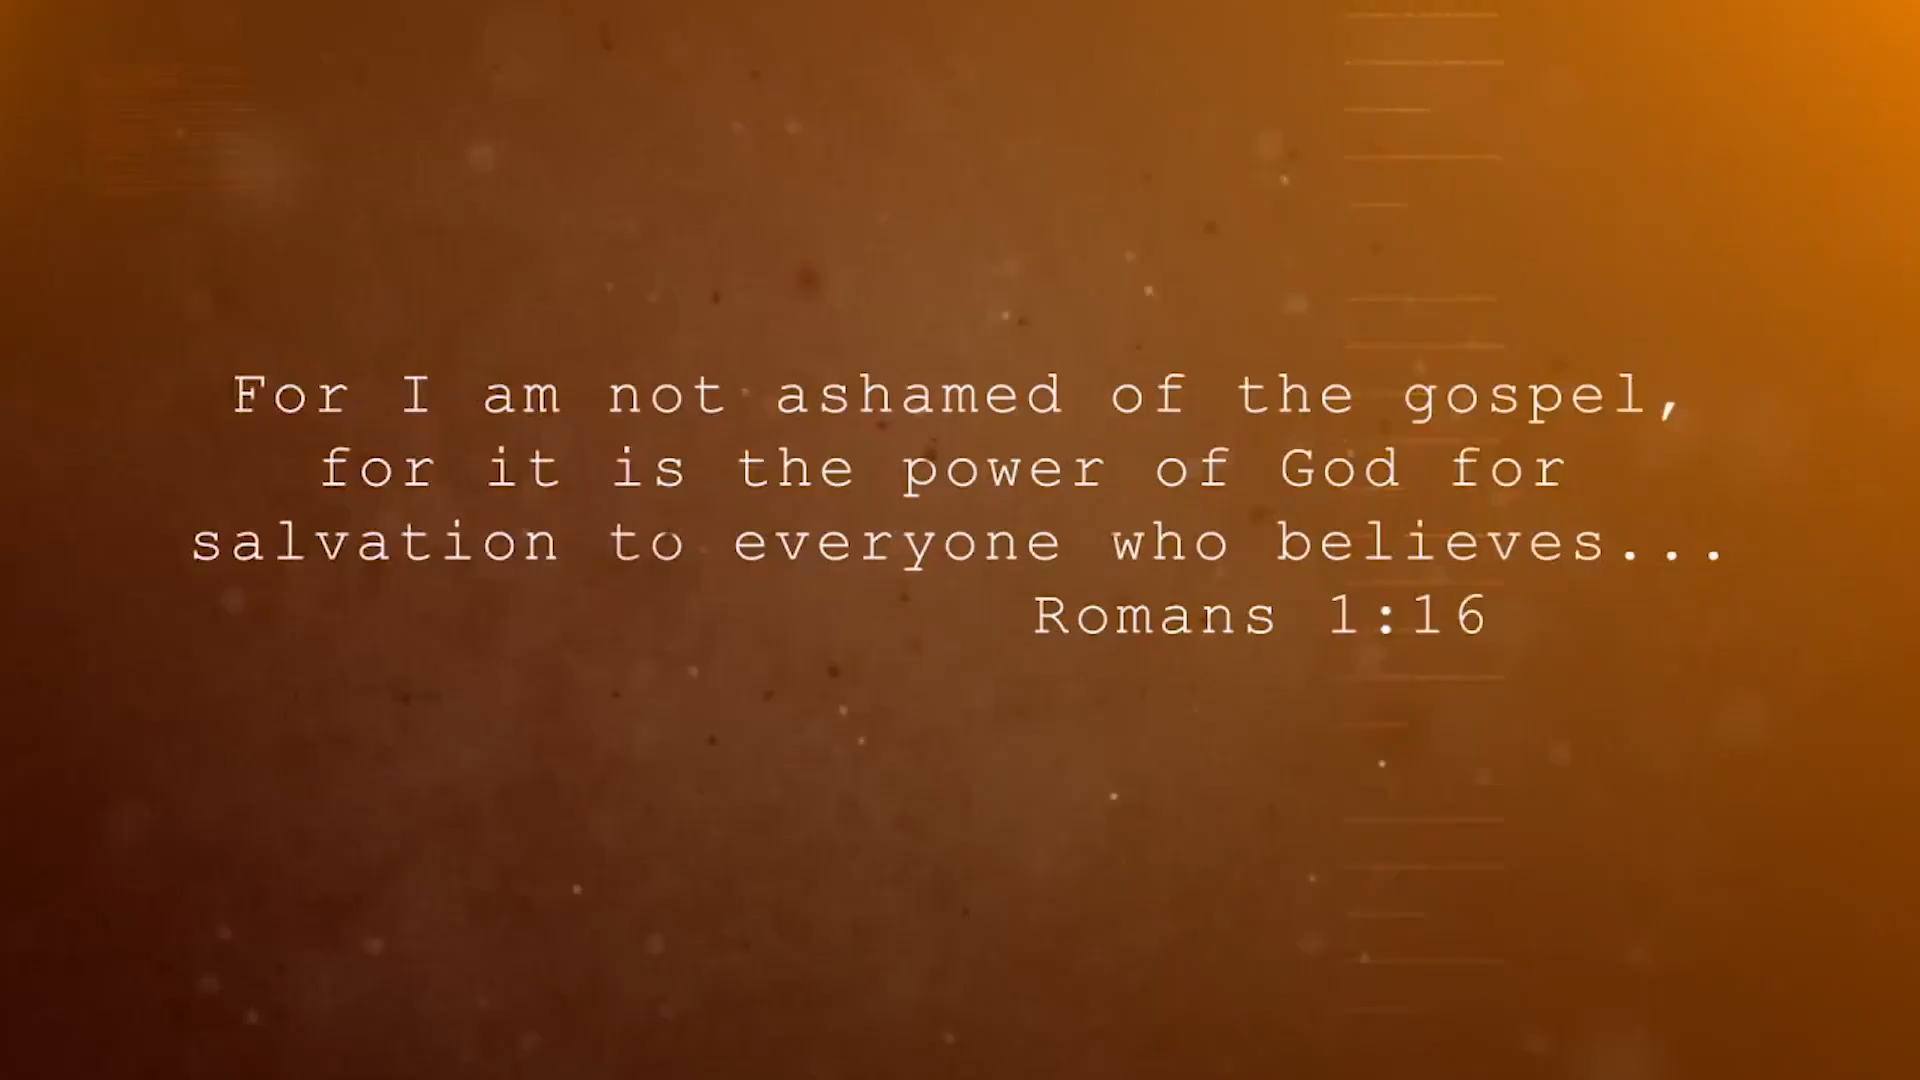 For I am not ashamed of the gospel,
for it is the power of God for
salvation to everyone who believes...
Romans 1:16